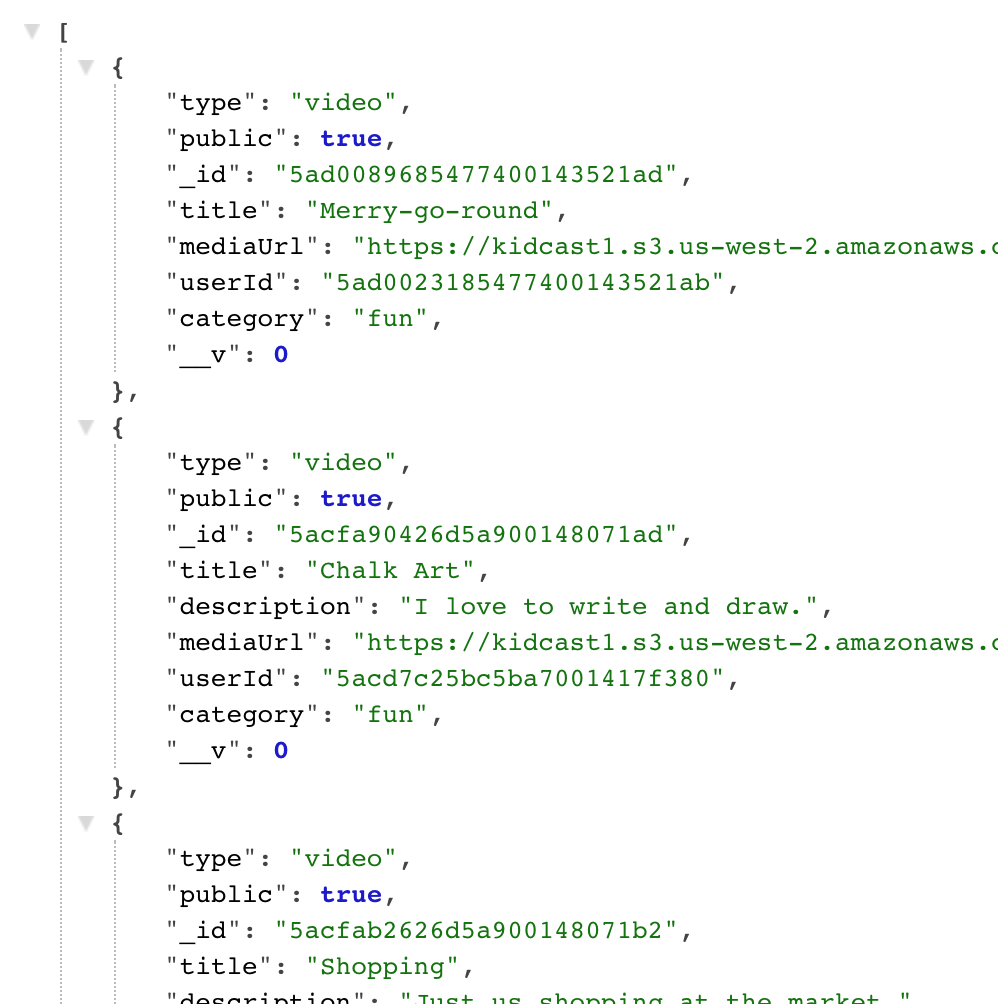 [
{
"type": "video",
"public": true,
"_id": "5ad0089685477400143521ad",
"title": "Merry-go-round",
"mediaUrl": "https://kidcast1.s3.us-west-2.amazonaws.c
"userId": "5ad0023185477400143521ab",
"category": "fun",
"__v": 0
},
{
"type": "video",
"public": true,
"_id": "5acfa90426d5a900148071ad",
"title": "Chalk Art",
"description": "I love to write and draw.",
"mediaUrl": "https://kidcast1.s3.us-west-2.amazonaws.c
"userId": "5acd7c25bc5ba7001417f380",
"category": "fun",
"__v": 0
},
{
"type": "video",
"public": true,
"_id": "5acfab2626d5a900148071b2",
"title": "Shopping",
"description": "Just us shopping at the market."